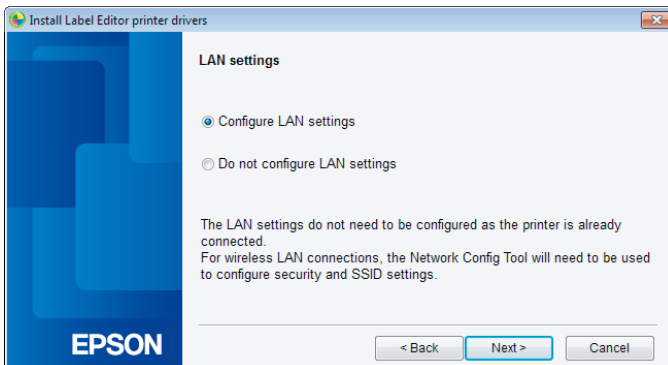 Install Label Editor printer drivers
LAN settings
Configure LAN settings
Do not configure LAN settings
The LAN settings do not need to be configured as the printer is already
connected.
For wireless LAN connections, the Network Config Tool will need to be used
to configure security and SSID settings.
EPSON
< Back
Next >
Cancel